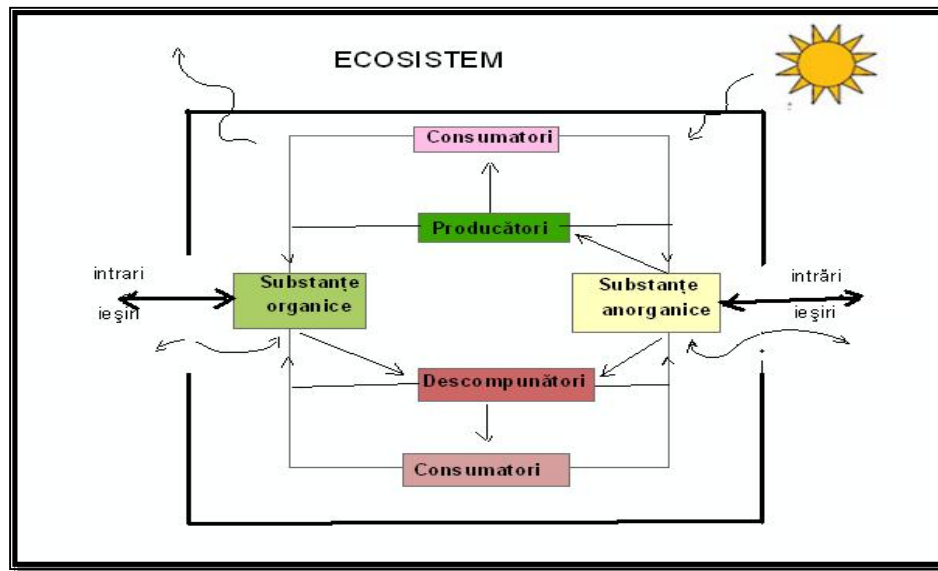 ECOSISTEM
Consumatori
Producători
intrari
ieşiri
Substanțe
organice
Substanțe
anorganice
intrări
ieşiri
Descompunători
Consumatori